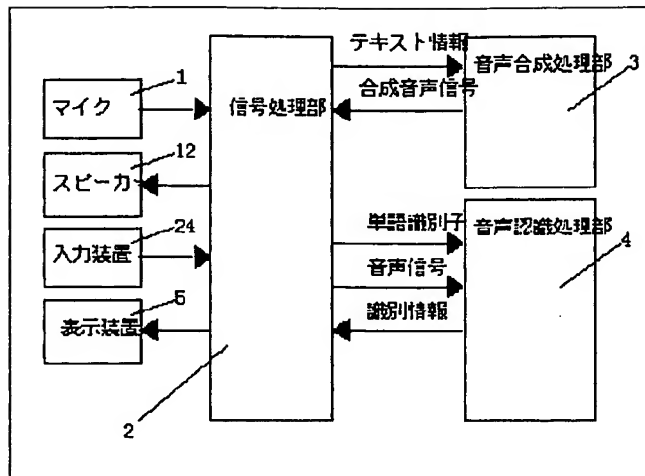 テキスト情報
音声合成処理部
3
1
マイク
信号処理部
合成音声信号
12
スピーカ
24
入力装置
単語識別子
音声認識処理部
4
音声信号
5
表示装置
識別情報
2